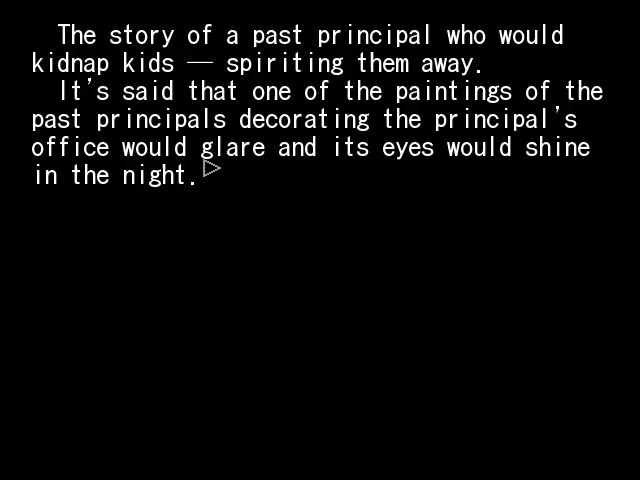 The story of a past principal who would
kidnap kids — spiriting them away.
It's said that one of the paintings of the
past principals decorating the principal's
office would glare and its eyes would shine
in the night.